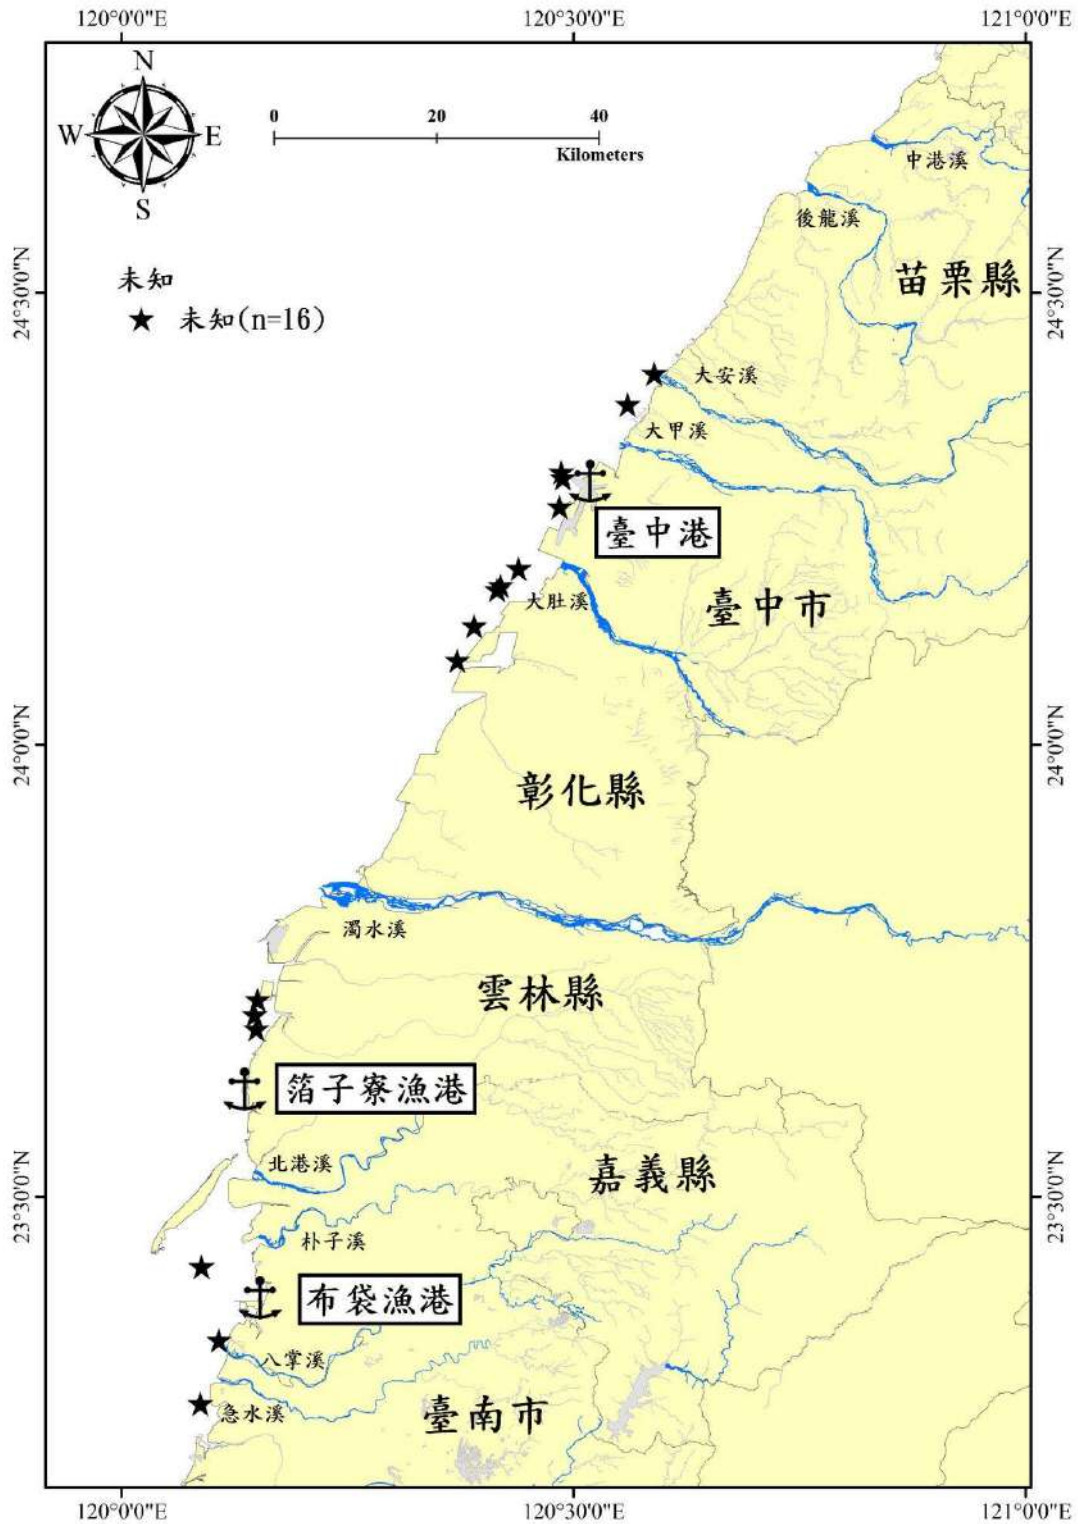 120°0'0"E
120°30'0"E
121°0'0"E
N
W
E
S
0
20
40
Kilometers
中港溪
後龍溪
苗栗縣
未知
未知(n=16)
24°30'0"N
24°30'0"N
大安溪
大甲溪
臺中港
大肚溪
臺中市
24°0'0"N
24°0'0"N
彰化縣
濁水溪
雲林縣
箔子寮漁港
北港溪
嘉義縣
23°30'0"N
23°30'0"N
朴子溪
布袋漁港
八掌溪
急水溪
臺南市
120°0'0"E
120°30'0"E
121°0'0"E